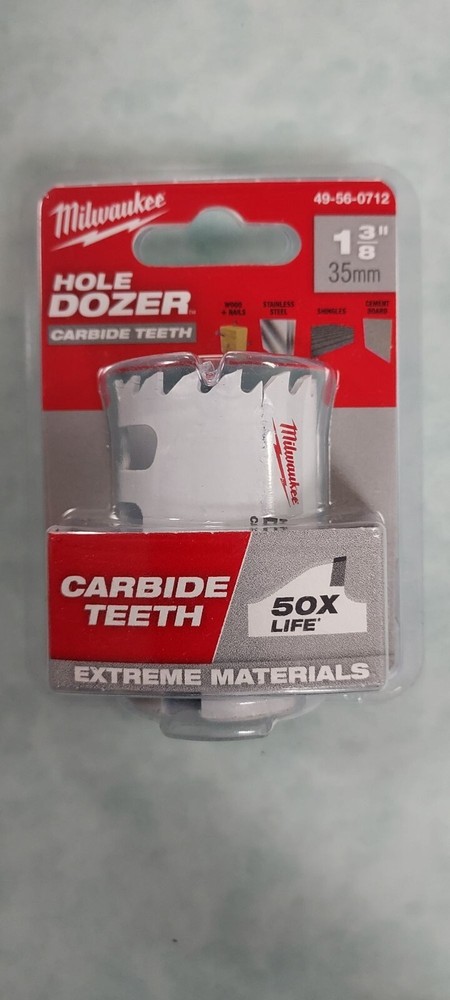 Milwaukee
49-56-0712
1 3/8"
35mm
HOLE
DOZER™
CARBIDE TEETH
WOOD
+ NAILS
STAINLESS
STEEL
SHINGLES
CEMENT
BOARD
Milwaukee
CARBIDE
TEETH
50X
LIFE†
EXTREME MATERIALS